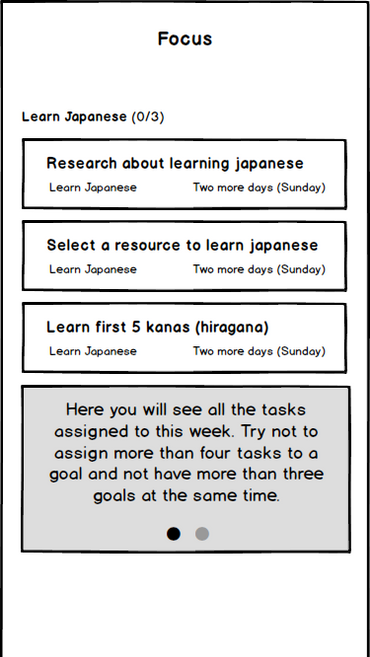 Focus
Learn Japanese (0/3)
Research about learning japanese
Learn Japanese Two more days (Sunday)
Select a resource to learn japanese
Learn Japanese Two more days (Sunday)
Learn first 5 kanas (hiragana)
Learn Japanese Two more days (Sunday)
Here you will see all the tasks
assigned to this week. Try not to
assign more than four tasks to a
goal and not have more than three
goals at the same time.